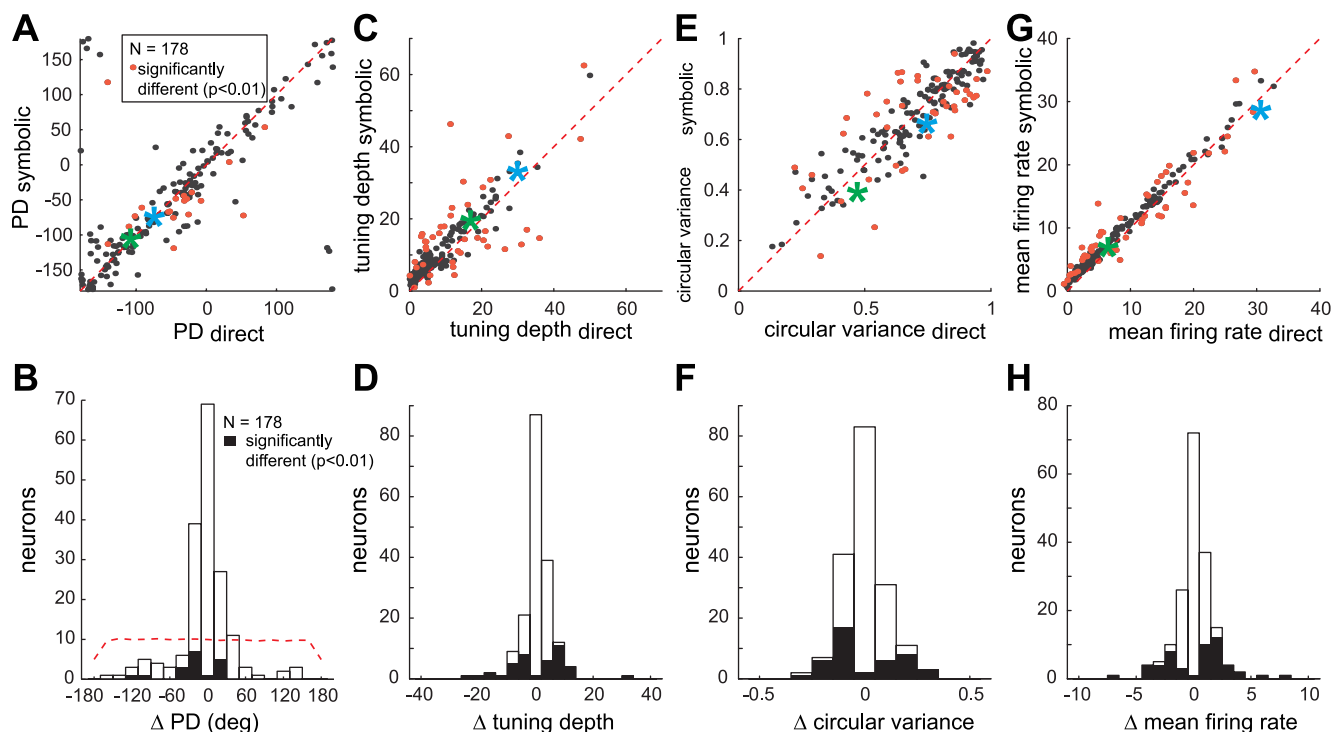 A
150
100
50
0
-50
-100
-150
PD symbolic
N = 178
significantly
different (p<0.01)
-100
0
100
PD direct
C
60
40
20
0
tuning depth symbolic
0
20
40
60
tuning depth direct
E
1
0.8
0.6
0.4
0.2
0
circular variance symbolic
0
0.5
1
circular variance direct
G
40
30
20
10
0
mean firing rate symbolic
0
10
20
30
40
mean firing rate direct
B
70
60
50
40
30
20
10
0
neurons
N = 178
significantly
different (p<0.01)
-180
-120
-60
0
60
120
180
Δ PD (deg)
D
80
60
40
20
0
neurons
-40
-20
0
20
40
Δ tuning depth
F
80
60
40
20
0
neurons
-0.5
0
0.5
Δ circular variance
H
80
60
40
20
0
neurons
-10
-5
0
5
10
Δ mean firing rate